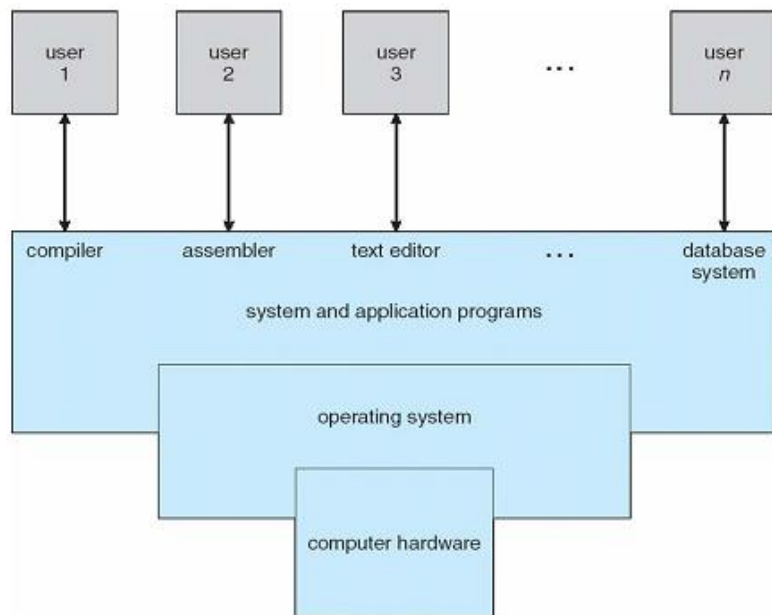 user
1
user
2
user
3
...
user
n
compiler
assembler
text editor
...
database
system
system and application programs
operating system
computer hardware